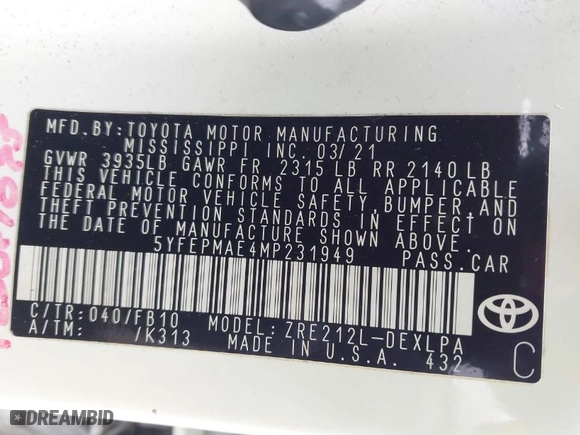 MFD. BY: TOYOTA MOTOR MANUFACTURING
MISSISSIPPI INC. 03/21
GVWR 3935LB GAWR FR 2315 LB RR 2140 LB
THIS VEHICLE CONFORMS TO ALL APPLICABLE
FEDERAL MOTOR VEHICLE SAFETY, BUMPER, AND
THEFT PREVENTION STANDARDS IN EFFECT ON
THE DATE OF MANUFACTURE SHOWN ABOVE.
5YFEPMAE4MP231949 PASS. CAR
C/TR: 040/FB10 MODEL: ZRE212L-DEXLPA
A/TM: /K313 MADE IN U.S.A. 432
TOYOTA
C
DREAMBID